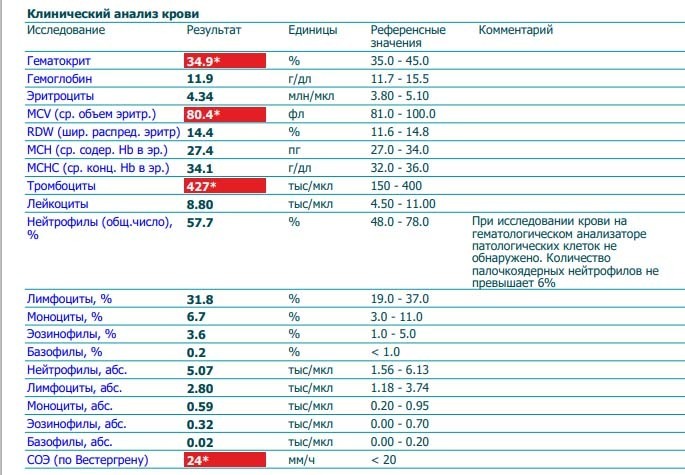 Клинический анализ крови
Исследование Результат Единицы Референсные значения Комментарий
Гематокрит 34.9* % 35.0 - 45.0
Гемоглобин 11.9 г/дл 11.7 - 15.5
Эритроциты 4.34 млн/мкл 3.80 - 5.10
MCV (ср. объем эритр.) 80.4* фл 81.0 - 100.0
RDW (шир. распред. эритр) 14.4 % 11.6 - 14.8
MCH (ср. содер. Hb в эр.) 27.4 пг 27.0 - 34.0
MCHC (ср. конц. Hb в эр.) 34.1 г/дл 32.0 - 36.0
Тромбоциты 427* тыс/мкл 150 - 400
Лейкоциты 8.80 тыс/мкл 4.50 - 11.00
Нейтрофилы (общ.число), % 57.7 % 48.0 - 78.0
При исследовании крови на
гематологическом анализаторе
патологических клеток не
обнаружено. Количество
палочкоядерных нейтрофилов не
превышает 6%
Лимфоциты, % 31.8 % 19.0 - 37.0
Моноциты, % 6.7 % 3.0 - 11.0
Эозинофилы, % 3.6 % 1.0 - 5.0
Базофилы, % 0.2 % < 1.0
Нейтрофилы, абс. 5.07 тыс/мкл 1.56 - 6.13
Лимфоциты, абс. 2.80 тыс/мкл 1.18 - 3.74
Моноциты, абс. 0.59 тыс/мкл 0.20 - 0.95
Эозинофилы, абс. 0.32 тыс/мкл 0.00 - 0.70
Базофилы, абс. 0.02 тыс/мкл 0.00 - 0.20
СОЭ (по Вестергрену) 24* мм/ч < 20